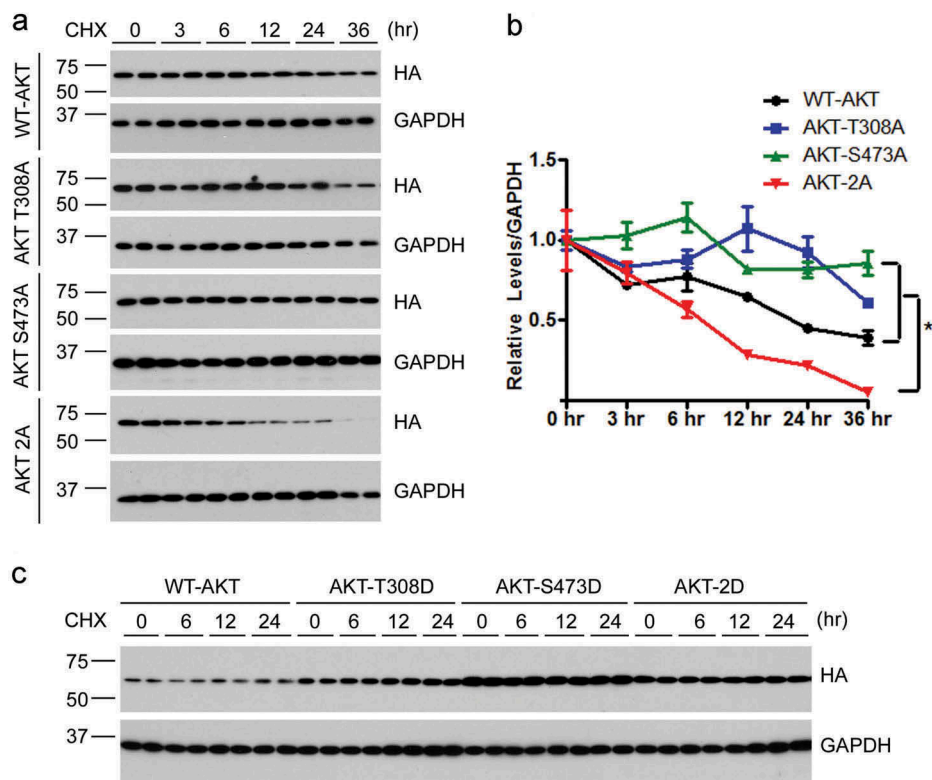 a
CHX 0 3 6 12 24 36 (hr)
WT-AKT
75
50
HA
37
GAPDH
AKT T308A
75
50
HA
37
GAPDH
AKT S473A
75
50
HA
37
GAPDH
AKT 2A
75
50
HA
37
GAPDH
b
WT-AKT
AKT-T308A
AKT-S473A
AKT-2A
Relative Levels/GAPDH
1.5
1.0
0.5
0 hr 3 hr 6 hr 12 hr 24 hr 36 hr
*
c
WT-AKT AKT-T308D AKT-S473D AKT-2D
CHX 0 6 12 24 0 6 12 24 0 6 12 24 0 6 12 24 (hr)
75
50
HA
37
GAPDH